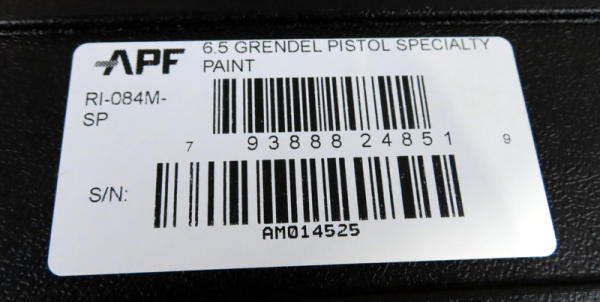 APF
6.5 GRENDEL PISTOL SPECIALTY
PAINT
RI-084M-
SP
7 93888 24851 9
S/N:
AM014525